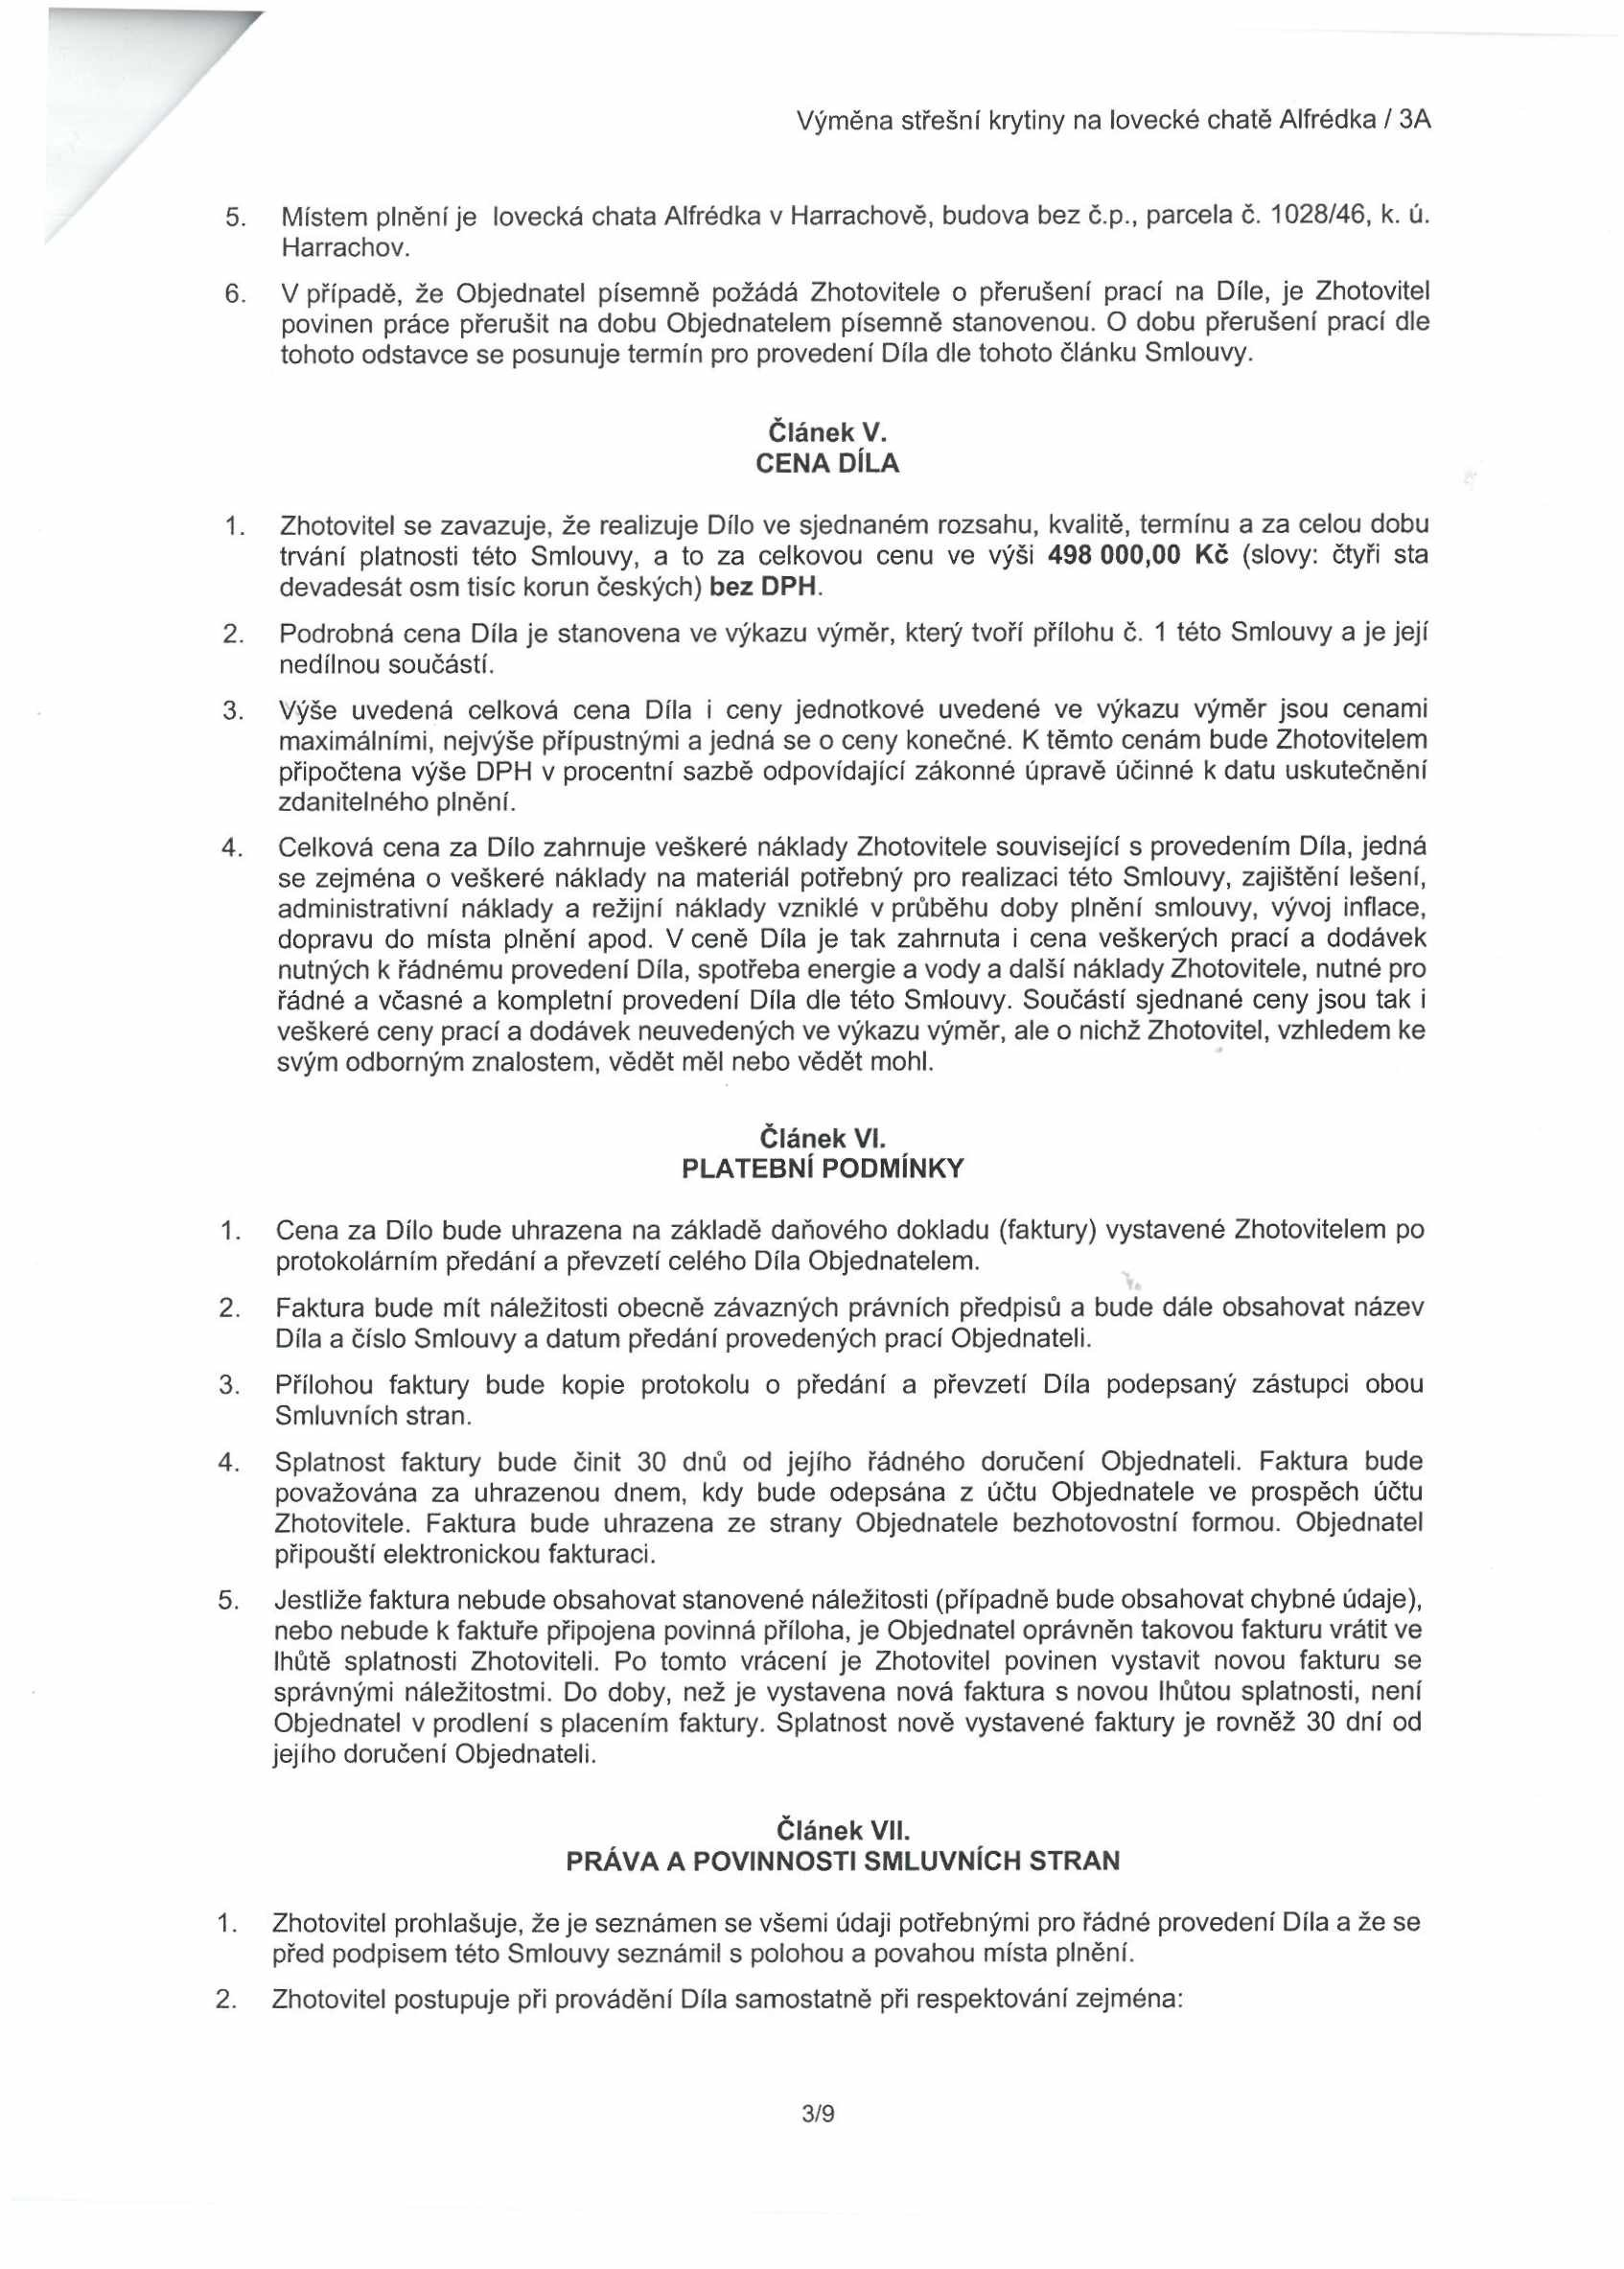 Výměna střešní krytiny na lovecké chatě Alfrédka / 3A
5. Místem plnění je lovecká chata Alfrédka v Harrachově, budova bez č.p., parcela č. 1028/46, k. ú.
Harrachov.
6. V případě, že Objednatel písemně požádá Zhotovitele o přerušení prací na Díle, je Zhotovitel
povinen práce přerušit na dobu Objednatelem písemně stanovenou. O dobu přerušení prací dle
tohoto odstavce se posunuje termín pro provedení Díla dle tohoto článku Smlouvy.
Článek V.
CENA DÍLA
1. Zhotovitel se zavazuje, že realizuje Dílo ve sjednaném rozsahu, kvalitě, termínu a za celou dobu
trvání platnosti této Smlouvy, a to za celkovou cenu ve výši 498 000,00 Kč (slovy: čtyři sta
devadesát osm tisíc korun českých) bez DPH.
2. Podrobná cena Díla je stanovena ve výkazu výměr, který tvoří přílohu č. 1 této Smlouvy a je její
nedílnou součástí.
3. Výše uvedená celková cena Díla i ceny jednotkové uvedené ve výkazu výměr jsou cenami
maximálními, nejvýše přípustnými a jedná se o ceny konečné. K těmto cenám bude Zhotovitelem
připočtena výše DPH v procentní sazbě odpovídající zákonné úpravě účinné k datu uskutečnění
zdanitelného plnění.
4. Celková cena za Dílo zahrnuje veškeré náklady Zhotovitele související s provedením Díla, jedná
se zejména o veškeré náklady na materiál potřebný pro realizaci této Smlouvy, zajištění lešení,
administrativní náklady a režijní náklady vzniklé v průběhu doby plnění smlouvy, vývoj inflace,
dopravu do místa plnění apod. V ceně Díla je tak zahrnuta i cena veškerých prací a dodávek
nutných k řádnému provedení Díla, spotřeba energie a vody a další náklady Zhotovitele, nutné pro
řádné a včasné a kompletní provedení Díla dle této Smlouvy. Součástí sjednané ceny jsou tak i
veškeré ceny prací a dodávek neuvedených ve výkazu výměr, ale o nichž Zhotovitel, vzhledem ke
svým odborným znalostem, vědět měl nebo vědět mohl.
Článek VI.
PLATEBNÍ PODMÍNKY
1. Cena za Dílo bude uhrazena na základě daňového dokladu (faktury) vystavené Zhotovitelem po
protokolárním předání a převzetí celého Díla Objednatelem.
2. Faktura bude mít náležitosti obecně závazných právních předpisů a bude dále obsahovat název
Díla a číslo Smlouvy a datum předání provedených prací Objednateli.
3. Přílohou faktury bude kopie protokolu o předání a převzetí Díla podepsaný zástupci obou
Smluvních stran.
4. Splatnost faktury bude činit 30 dnů od jejího řádného doručení Objednateli. Faktura bude
považována za uhrazenou dnem, kdy bude odepsána z účtu Objednatele ve prospěch účtu
Zhotovitele. Faktura bude uhrazena ze strany Objednatele bezhotovostní formou. Objednatel
připouští elektronickou fakturaci.
5. Jestliže faktura nebude obsahovat stanovené náležitosti (případně bude obsahovat chybné údaje),
nebo nebude k faktuře připojena povinná příloha, je Objednatel oprávněn takovou fakturu vrátit ve
lhůtě splatnosti Zhotoviteli. Po tomto vrácení je Zhotovitel povinen vystavit novou fakturu se
správnými náležitostmi. Do doby, než je vystavena nová faktura s novou lhůtou splatnosti, není
Objednatel v prodlení s placením faktury. Splatnost nově vystavené faktury je rovněž 30 dní od
jejího doručení Objednateli.
Článek VII.
PRÁVA A POVINNOSTI SMLUVNÍCH STRAN
1. Zhotovitel prohlašuje, že je seznámen se všemi údaji potřebnými pro řádné provedení Díla a že se
před podpisem této Smlouvy seznámil s polohou a povahou místa plnění.
2. Zhotovitel postupuje při provádění Díla samostatně při respektování zejména:
3/9